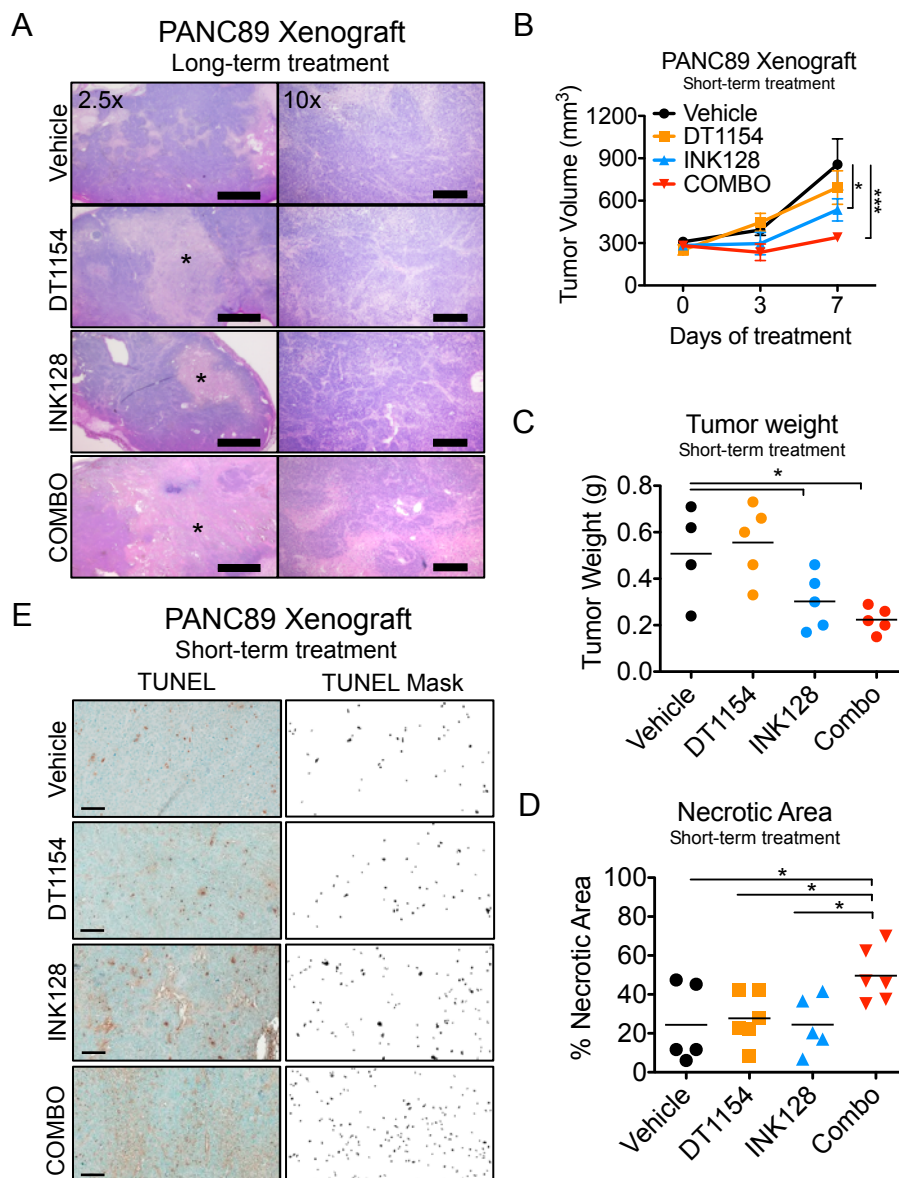 A
PANC89 Xenograft
Long-term treatment
2.5x
10x
Vehicle
DT1154
*
INK128
*
COMBO
*
B
PANC89 Xenograft
Short-term treatment
Tumor Volume (mm³)
1200
900
600
300
0
Vehicle
DT1154
INK128
COMBO
*
***
0 3 7
Days of treatment
C
Tumor weight
Short-term treatment
*
Tumor Weight (g)
0.8
0.6
0.4
0.2
0.0
Vehicle
DT1154
INK128
Combo
D
Necrotic Area
Short-term treatment
*
*
*
% Necrotic Area
100
80
60
40
20
0
Vehicle
DT1154
INK128
Combo
E
PANC89 Xenograft
Short-term treatment
TUNEL
TUNEL Mask
Vehicle
DT1154
INK128
COMBO